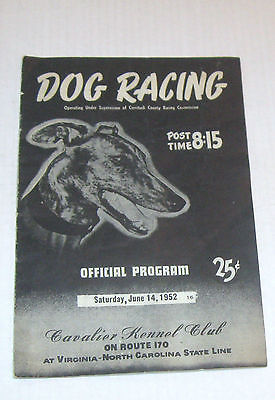 DOG RACING
Operating Under Supervision of Currituck County Racing Commission
POST
TIME 8:15
OFFICIAL PROGRAM
25¢
Saturday, June 14, 1952 16
Cavalier Kennel Club
ON ROUTE 170
AT VIRGINIA-NORTH CAROLINA STATE LINE